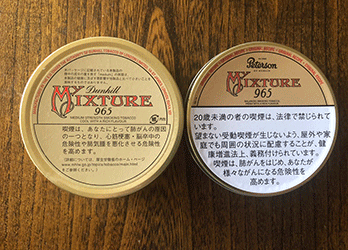 Dunhill
MY MIXTURE
965
MEDIUM STRENGTH SMOKING TOBACCO
COOL WITH A RICH FLAVOUR
喫煙は、あなたにとって肺がんの原因
の一つとなり、心筋梗塞・脳卒中の
危険性や肺気腫を悪化させる危険性
を高めます。
Peterson
MY MIXTURE
965
20歳未満の者の喫煙は、法律で禁じられて
います。
望まない受動喫煙が生じないよう、屋外や家
庭でも周囲の状況に配慮することが、健
康増進法上、義務付けられています。
喫煙は、肺がんをはじめ、あなたが
様々ながんになる危険性を
高めます。